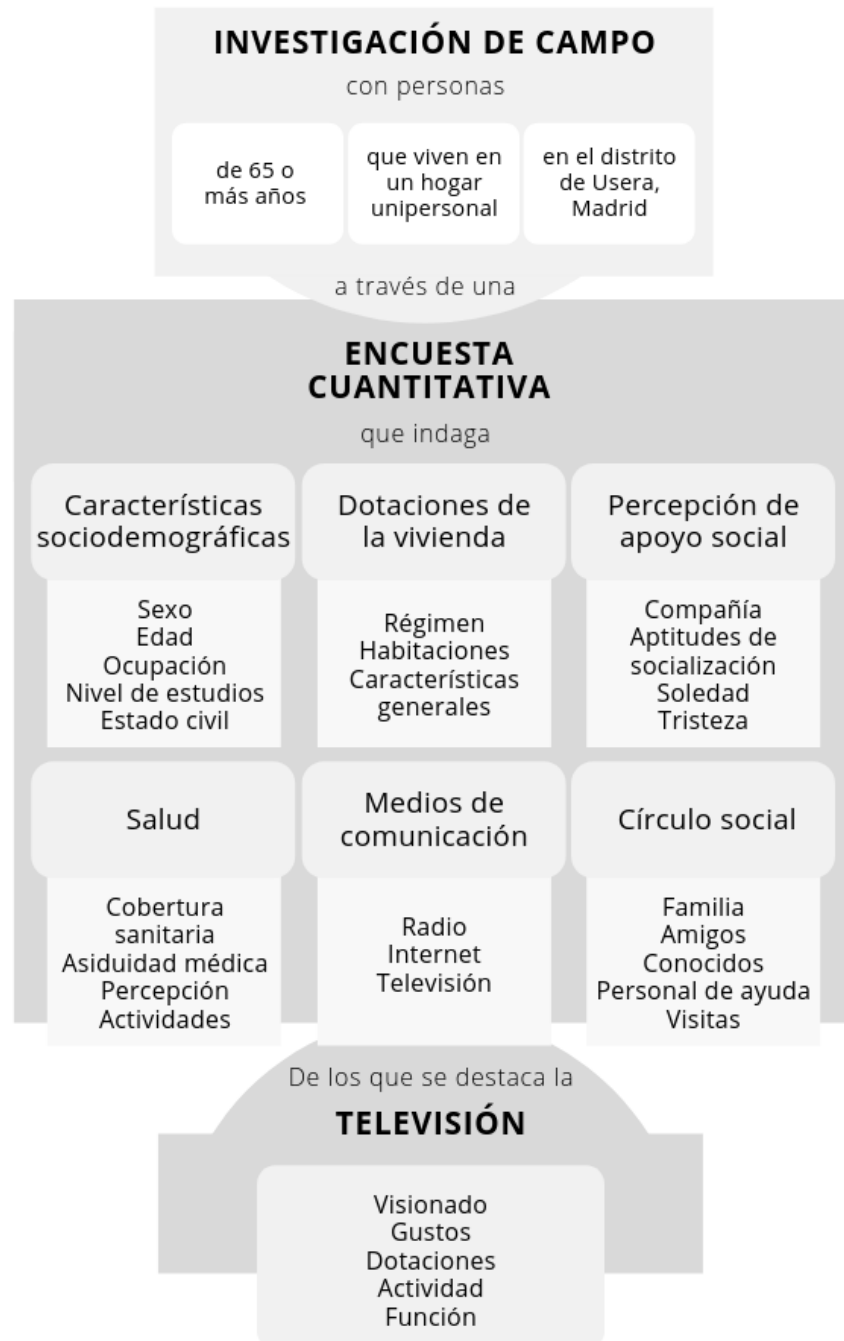 INVESTIGACIÓN DE CAMPO
con personas
de 65 o
más años
que viven en
un hogar
unipersonal
en el distrito
de Usera,
Madrid
a través de una
ENCUESTA
CUANTITATIVA
que indaga
Características
sociodemográficas
Sexo
Edad
Ocupación
Nivel de estudios
Estado civil
Dotaciones de
la vivienda
Régimen
Habitaciones
Características
generales
Percepción de
apoyo social
Compañía
Aptitudes de
socialización
Soledad
Tristeza
Salud
Cobertura
sanitaria
Asiduidad médica
Percepción
Actividades
Medios de
comunicación
Radio
Internet
Televisión
Círculo social
Familia
Amigos
Conocidos
Personal de ayuda
Visitas
De los que se destaca la
TELEVISIÓN
Visionado
Gustos
Dotaciones
Actividad
Función